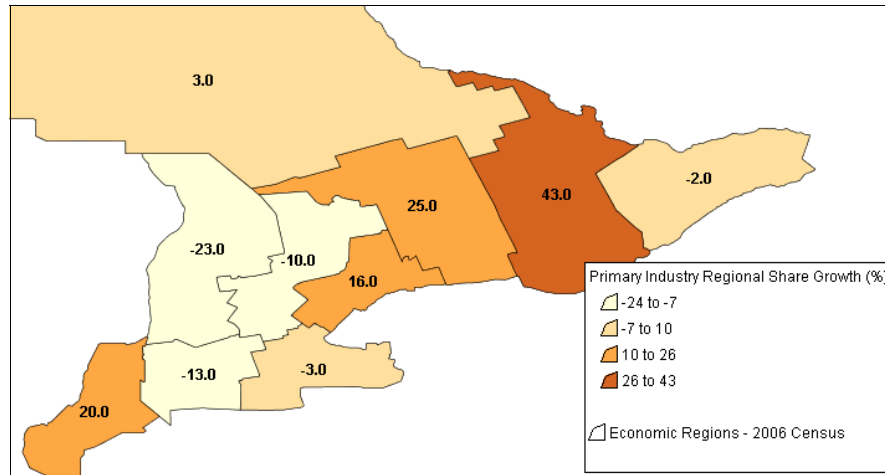 3.0
43.0
-2.0
25.0
-23.0
-10.0
16.0
-13.0
-3.0
20.0
Primary Industry Regional Share Growth (%)
-24 to -7
-7 to 10
10 to 26
26 to 43
Economic Regions - 2006 Census